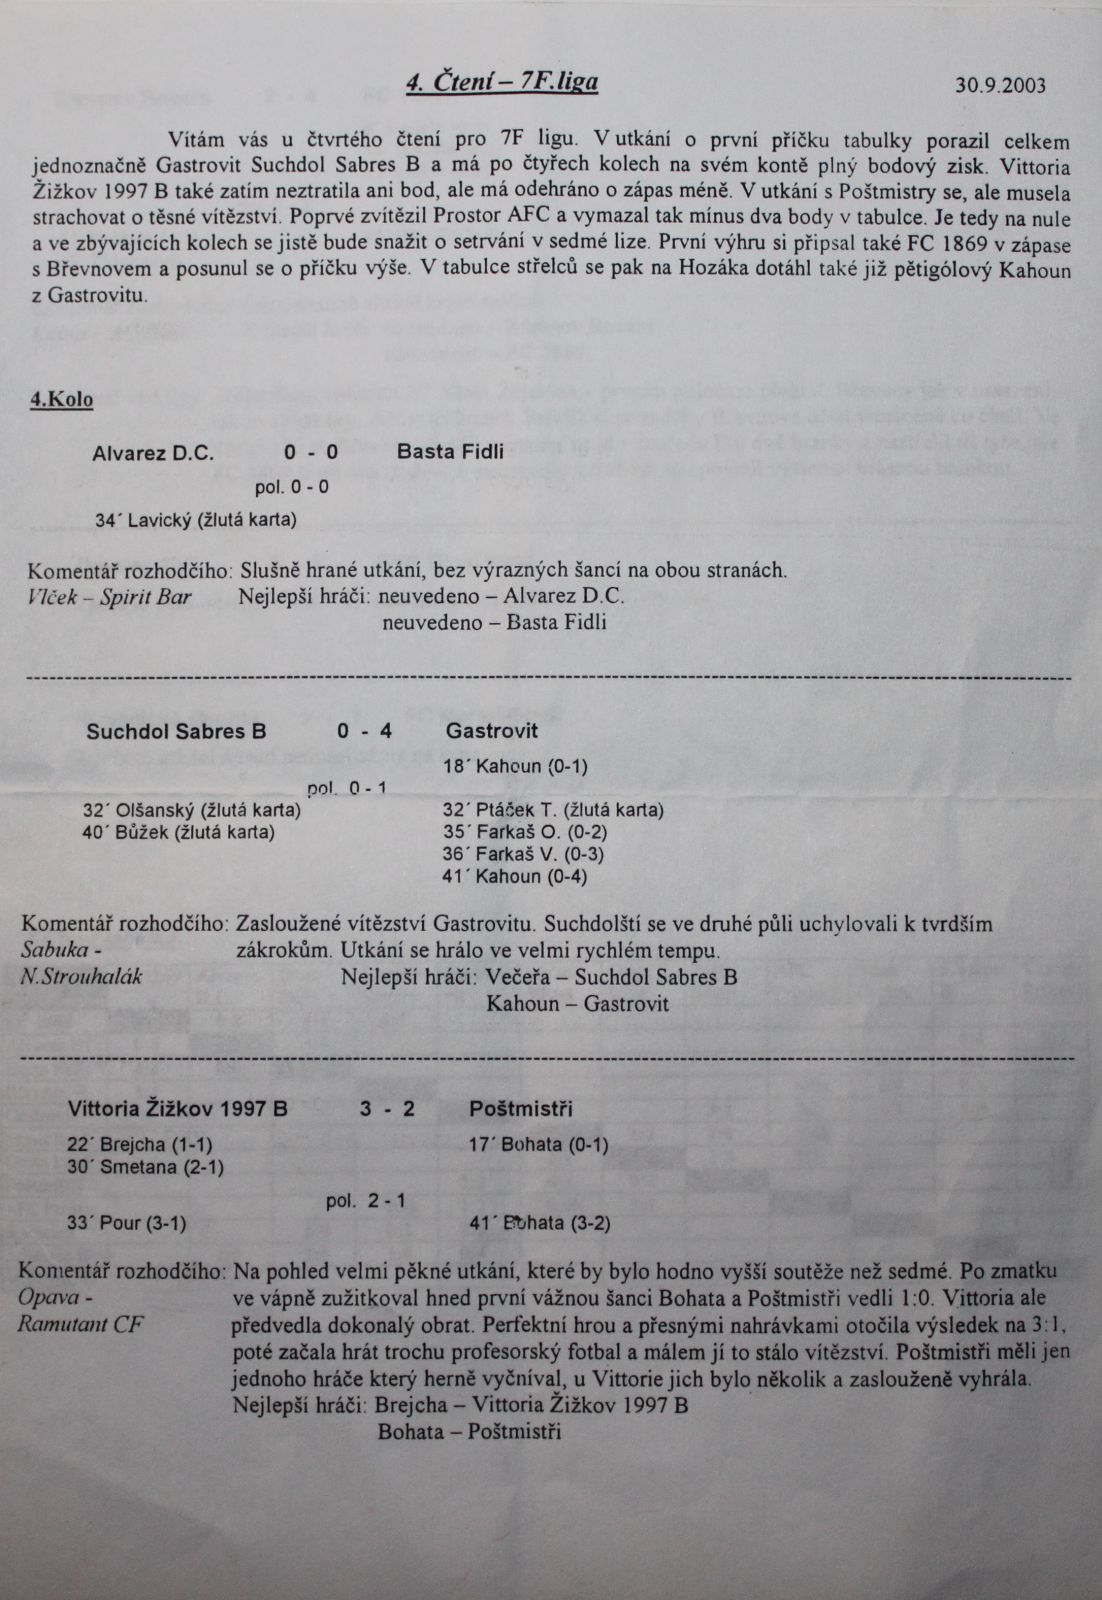 4. Čtení – 7F.liga 30.9.2003
Vítám vás u čtvrtého čtení pro 7F ligu. V utkání o první příčku tabulky porazil celkem
jednoznačně Gastrovit Suchdol Sabres B a má po čtyřech kolech na svém kontě plný bodový zisk. Vittoria
Žižkov 1997 B také zatím neztratila ani bod, ale má odehráno o zápas méně. V utkání s Poštmistry se, ale musela
strachovat o těsné vítězství. Poprvé zvítězil Prostor AFC a vymazal tak mínus dva body v tabulce. Je tedy na nule
a ve zbývajících kolech se jistě bude snažit o setrvání v sedmé lize. První výhru si připsal také FC 1869 v zápase
s Břevnovem a posunul se o příčku výše. V tabulce střelců se pak na Hozáka dotáhl také již pětigólový Kahoun
z Gastrovitu.
4.Kolo
Alvarez D.C. 0 - 0 Basta Fidli
pol. 0 - 0
34´ Lavický (žlutá karta)
Komentář rozhodčího: Slušně hrané utkání, bez výrazných šancí na obou stranách.
Vlček – Spirit Bar Nejlepší hráči: neuvedeno – Alvarez D.C.
neuvedeno – Basta Fidli
Suchdol Sabres B 0 - 4 Gastrovit
18´ Kahoun (0-1)
pol. 0 - 1
32´ Olšanský (žlutá karta) 32´ Ptáček T. (žlutá karta)
40´ Bůžek (žlutá karta) 35´ Farkaš O. (0-2)
36´ Farkaš V. (0-3)
41´ Kahoun (0-4)
Komentář rozhodčího: Zasloužené vítězství Gastrovitu. Suchdolští se ve druhé půli uchylovali k tvrdším
Sabuka - zákrokům. Utkání se hrálo ve velmi rychlém tempu.
N.Strouhalák Nejlepší hráči: Večeřa – Suchdol Sabres B
Kahoun – Gastrovit
Vittoria Žižkov 1997 B 3 - 2 Poštmistři
22´ Brejcha (1-1) 17´ Bohata (0-1)
30´ Smetana (2-1)
pol. 2 - 1
33´ Pour (3-1) 41´ Bohata (3-2)
Komentář rozhodčího: Na pohled velmi pěkné utkání, které by bylo hodno vyšší soutěže než sedmé. Po zmatku
Opava - ve vápně zužitkoval hned první vážnou šanci Bohata a Poštmistři vedli 1:0. Vittoria ale
Ramutant CF předvedla dokonalý obrat. Perfektní hrou a přesnými nahrávkami otočila výsledek na 3:1,
poté začala hrát trochu profesorský fotbal a málem jí to stálo vítězství. Poštmistři měli jen
jednoho hráče který herně vyčníval, u Vittorie jich bylo několik a zaslouženě vyhrála.
Nejlepší hráči: Brejcha – Vittoria Žižkov 1997 B
Bohata – Poštmistři